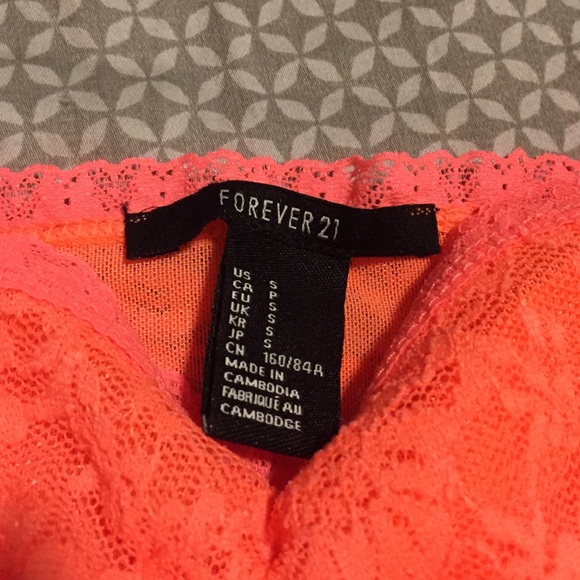 FOREVER 21
US S
CA P
EU S
UK S
KR S
JP S
CN 160/84A
MADE IN
CAMBODIA
FABRIQUÉ AU
CAMBODGE